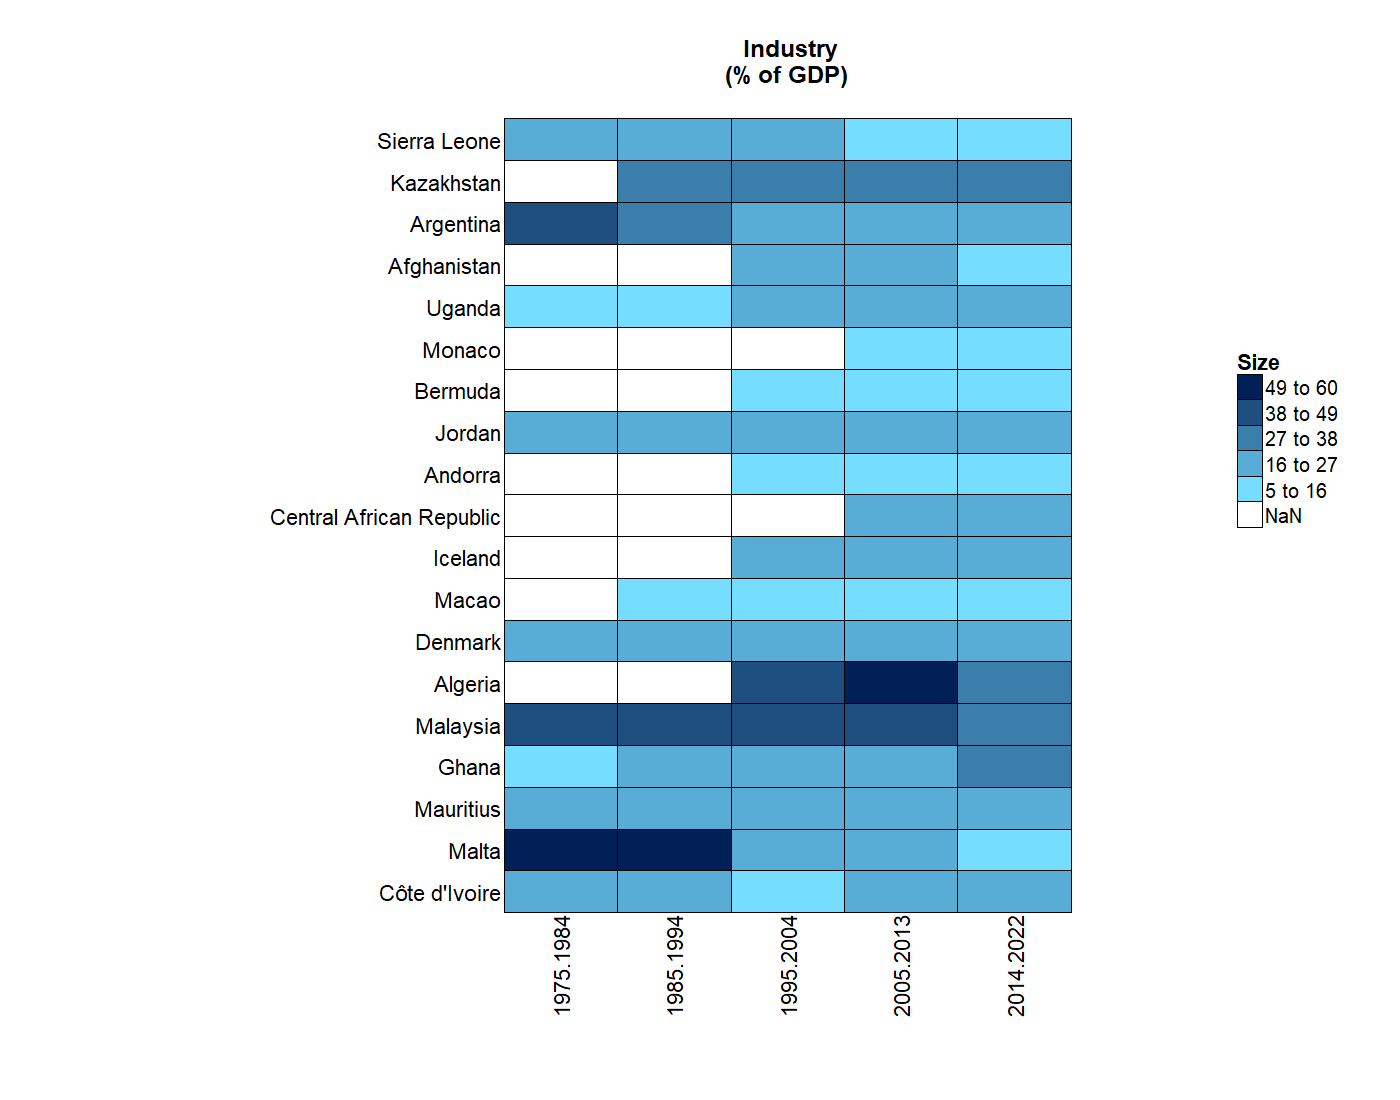 Industry
(% of GDP)
Sierra Leone
Kazakhstan
Argentina
Afghanistan
Uganda
Monaco
Bermuda
Jordan
Andorra
Central African Republic
Iceland
Macao
Denmark
Algeria
Malaysia
Ghana
Mauritius
Malta
Côte d'Ivoire
1975.1984
1985.1994
1995.2004
2005.2013
2014.2022
Size
49 to 60
38 to 49
27 to 38
16 to 27
5 to 16
NaN